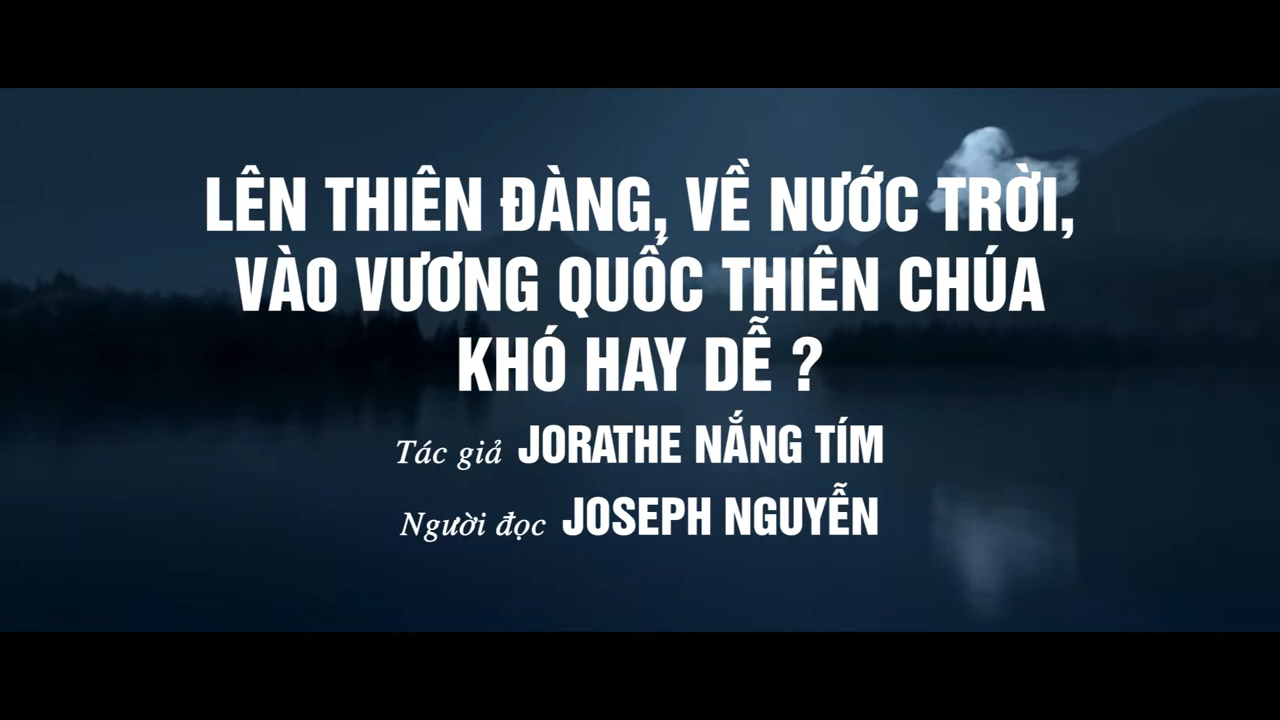 LÊN THIÊN ĐÀNG, VỀ NƯỚC TRỜI,
VÀO VƯƠNG QUỐC THIÊN CHÚA
KHÓ HAY DỄ ?
Tác giả JORATHE NẮNG TÍM
Người đọc JOSEPH NGUYỄN